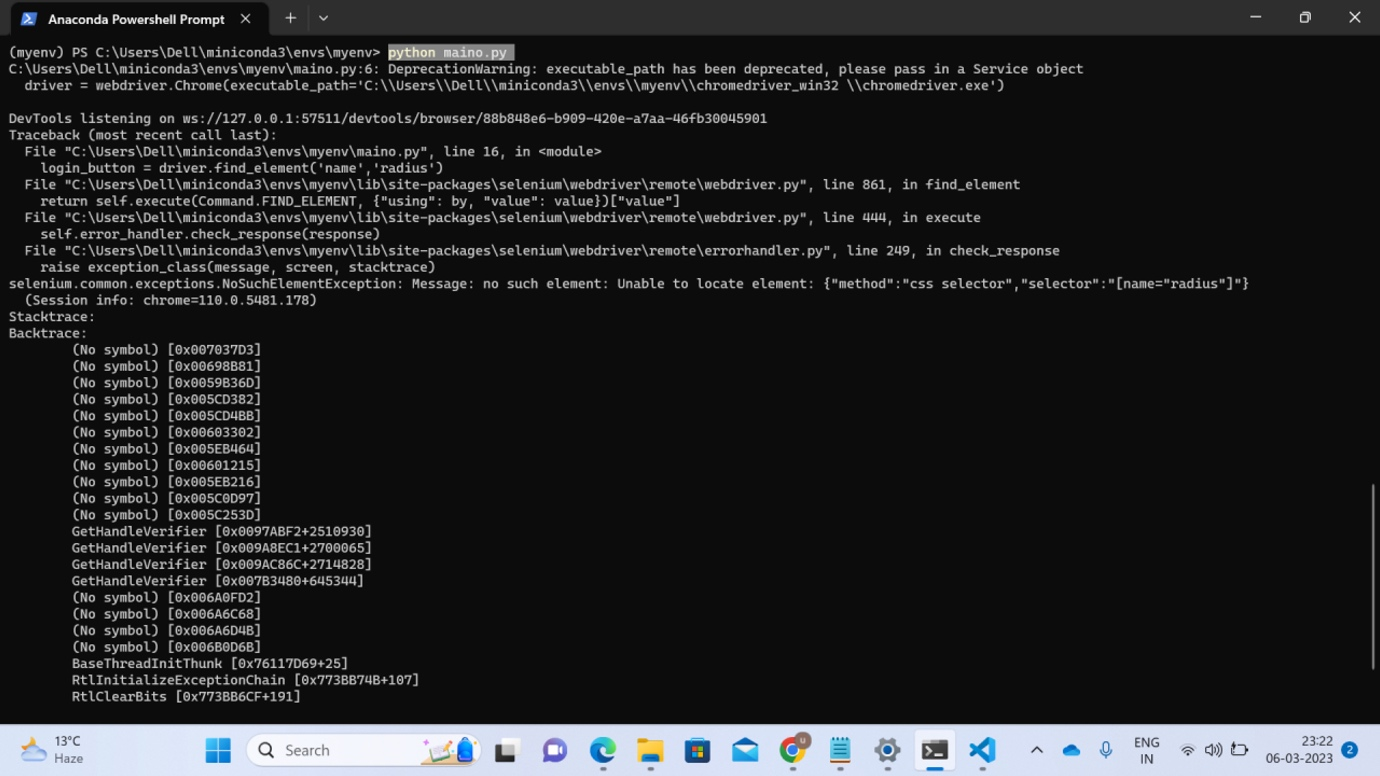 Anaconda Powershell Prompt
(myenv) PS C:\Users\Dell\miniconda3\envs\myenv> python maino.py
C:\Users\Dell\miniconda3\envs\myenv\maino.py:6: DeprecationWarning: executable_path has been deprecated, please pass in a Service object
  driver = webdriver.Chrome(executable_path='C:\\Users\\Dell\\miniconda3\\envs\\myenv\\chromedriver_win32 \\chromedriver.exe')
DevTools listening on ws://127.0.0.1:57511/devtools/browser/88b848e6-b909-420e-a7aa-46fb30045901
Traceback (most recent call last):
  File "C:\Users\Dell\miniconda3\envs\myenv\maino.py", line 16, in <module>
    login_button = driver.find_element('name','radius')
  File "C:\Users\Dell\miniconda3\envs\myenv\lib\site-packages\selenium\webdriver\remote\webdriver.py", line 861, in find_element
    return self.execute(Command.FIND_ELEMENT, {"using": by, "value": value})["value"]
  File "C:\Users\Dell\miniconda3\envs\myenv\lib\site-packages\selenium\webdriver\remote\webdriver.py", line 444, in execute
    self.error_handler.check_response(response)
  File "C:\Users\Dell\miniconda3\envs\myenv\lib\site-packages\selenium\webdriver\remote\errorhandler.py", line 249, in check_response
    raise exception_class(message, screen, stacktrace)
selenium.common.exceptions.NoSuchElementException: Message: no such element: Unable to locate element: {"method":"css selector","selector":"[name="radius"]"}
  (Session info: chrome=110.0.5481.178)
Stacktrace:
Backtrace:
        (No symbol) [0x007037D3]
        (No symbol) [0x00698B81]
        (No symbol) [0x0059B36D]
        (No symbol) [0x005CD382]
        (No symbol) [0x005CD4BB]
        (No symbol) [0x00603302]
        (No symbol) [0x005EB464]
        (No symbol) [0x00601215]
        (No symbol) [0x005EB216]
        (No symbol) [0x005C0D97]
        (No symbol) [0x005C253D]
        GetHandleVerifier [0x0097ABF2+2510930]
        GetHandleVerifier [0x009A8EC1+2700065]
        GetHandleVerifier [0x009AC86C+2714828]
        GetHandleVerifier [0x007B3480+645344]
        (No symbol) [0x006A0FD2]
        (No symbol) [0x006A6C68]
        (No symbol) [0x006A6D4B]
        (No symbol) [0x006B0D6B]
        BaseThreadInitThunk [0x76117D69+25]
        RtlInitializeExceptionChain [0x773BB74B+107]
        RtlClearBits [0x773BB6CF+191]
13°C
Haze
Search
u
ENG
IN
23:22
06-03-2023
2